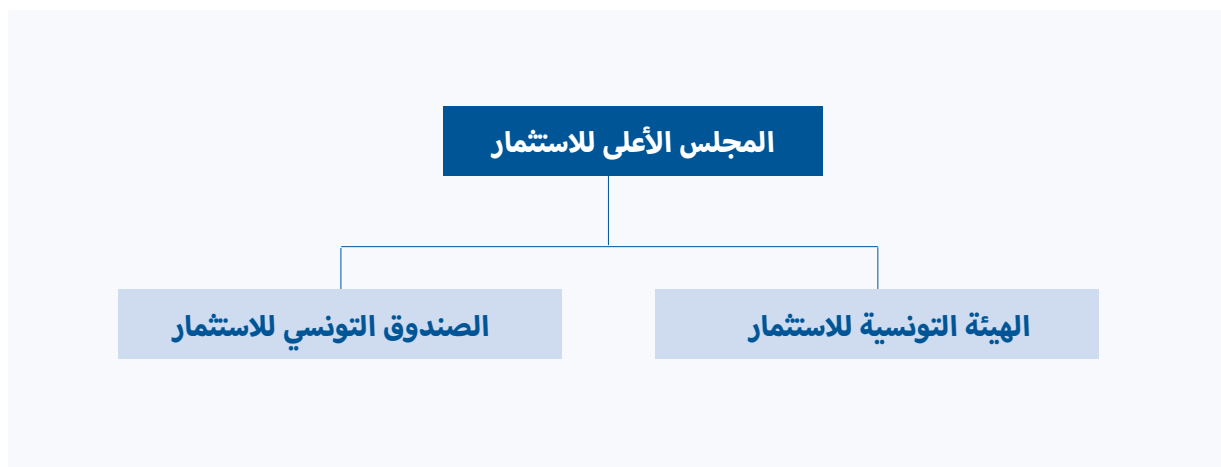 المجلس الأعلى للاستثمار
الهيئة التونسية للاستثمار
الصندوق التونسي للاستثمار